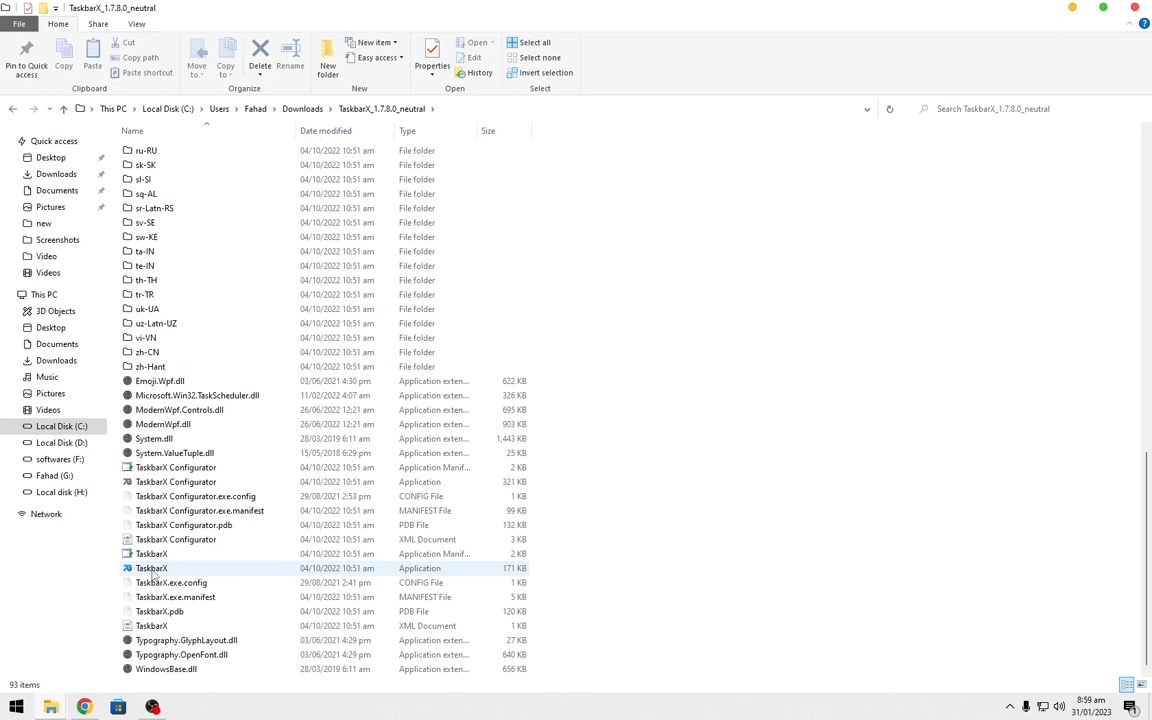 TaskbarX_1.7.8.0_neutral
File Home Share View
Pin to Quick access
Copy
Paste
Cut
Copy path
Paste shortcut
Clipboard
Move to
Copy to
Delete
Rename
Organize
New folder
New item
Easy access
New
Properties
Open
Edit
History
Open
Select all
Select none
Invert selection
Select
This PC > Local Disk (C:) > Users > Fahad > Downloads > TaskbarX_1.7.8.0_neutral >
Search TaskbarX_1.7.8.0_neutral
Quick access
Desktop
Downloads
Documents
Pictures
new
Screenshots
Video
Videos
This PC
3D Objects
Desktop
Documents
Downloads
Music
Pictures
Videos
Local Disk (C:)
Local Disk (D:)
softwares (F:)
Fahad (G:)
Local disk (H:)
Network
Name Date modified Type Size
ru-RU 04/10/2022 10:51 am File folder
sk-SK 04/10/2022 10:51 am File folder
sl-SI 04/10/2022 10:51 am File folder
sq-AL 04/10/2022 10:51 am File folder
sr-Latn-RS 04/10/2022 10:51 am File folder
sv-SE 04/10/2022 10:51 am File folder
sw-KE 04/10/2022 10:51 am File folder
ta-IN 04/10/2022 10:51 am File folder
te-IN 04/10/2022 10:51 am File folder
th-TH 04/10/2022 10:51 am File folder
tr-TR 04/10/2022 10:51 am File folder
uk-UA 04/10/2022 10:51 am File folder
uz-Latn-UZ 04/10/2022 10:51 am File folder
vi-VN 04/10/2022 10:51 am File folder
zh-CN 04/10/2022 10:51 am File folder
zh-Hant 04/10/2022 10:51 am File folder
Emoji.Wpf.dll 03/06/2021 4:30 pm Application exten... 622 KB
Microsoft.Win32.TaskScheduler.dll 11/02/2022 4:07 am Application exten... 326 KB
ModernWpf.Controls.dll 26/06/2022 12:21 am Application exten... 695 KB
ModernWpf.dll 26/06/2022 12:21 am Application exten... 903 KB
System.dll 28/03/2019 6:11 am Application exten... 1,443 KB
System.ValueTuple.dll 15/05/2018 6:29 pm Application exten... 25 KB
TaskbarX Configurator 04/10/2022 10:51 am Application Manif... 2 KB
TaskbarX Configurator 04/10/2022 10:51 am Application 321 KB
TaskbarX Configurator.exe.config 29/08/2021 2:53 pm CONFIG File 1 KB
TaskbarX Configurator.exe.manifest 04/10/2022 10:51 am MANIFEST File 99 KB
TaskbarX Configurator.pdb 04/10/2022 10:51 am PDB File 132 KB
TaskbarX Configurator 04/10/2022 10:51 am XML Document 3 KB
TaskbarX 04/10/2022 10:51 am Application Manif... 2 KB
TaskbarX 04/10/2022 10:51 am Application 171 KB
TaskbarX.exe.config 29/08/2021 2:41 pm CONFIG File 1 KB
TaskbarX.exe.manifest 04/10/2022 10:51 am MANIFEST File 5 KB
TaskbarX.pdb 04/10/2022 10:51 am PDB File 120 KB
TaskbarX 04/10/2022 10:51 am XML Document 1 KB
Typography.GlyphLayout.dll 03/06/2021 4:29 pm Application exten... 27 KB
Typography.OpenFont.dll 03/06/2021 4:29 pm Application exten... 640 KB
WindowsBase.dll 28/03/2019 6:11 am Application exten... 656 KB
93 items
8:59 am
31/01/2023